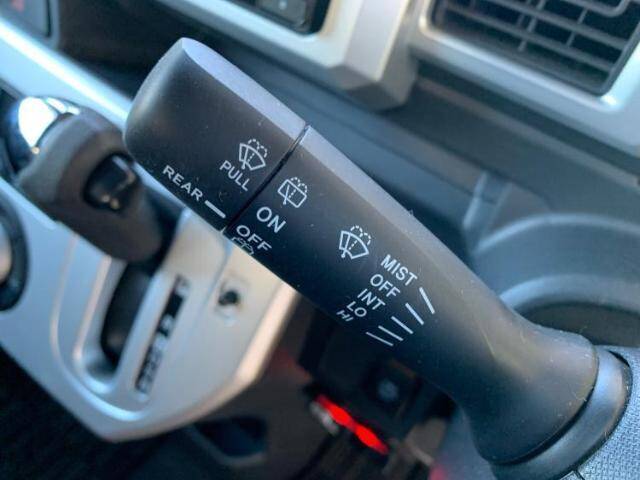 PULL
REAR
ON
OFF
MIST
OFF
INT
LO
HI